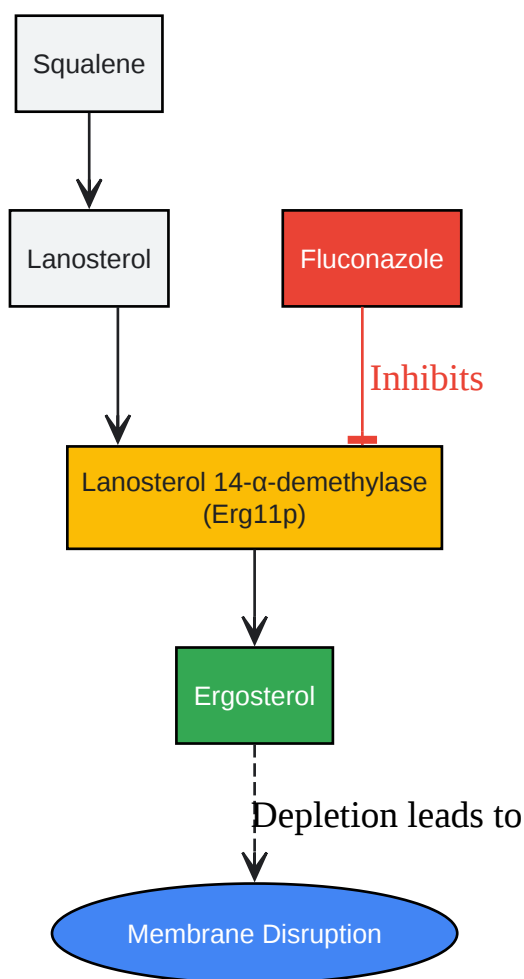 Squalene
Lanosterol
Fluconazole
Inhibits
Lanosterol 14-α-demethylase
(Erg11p)
Ergosterol
Depletion leads to
Membrane Disruption